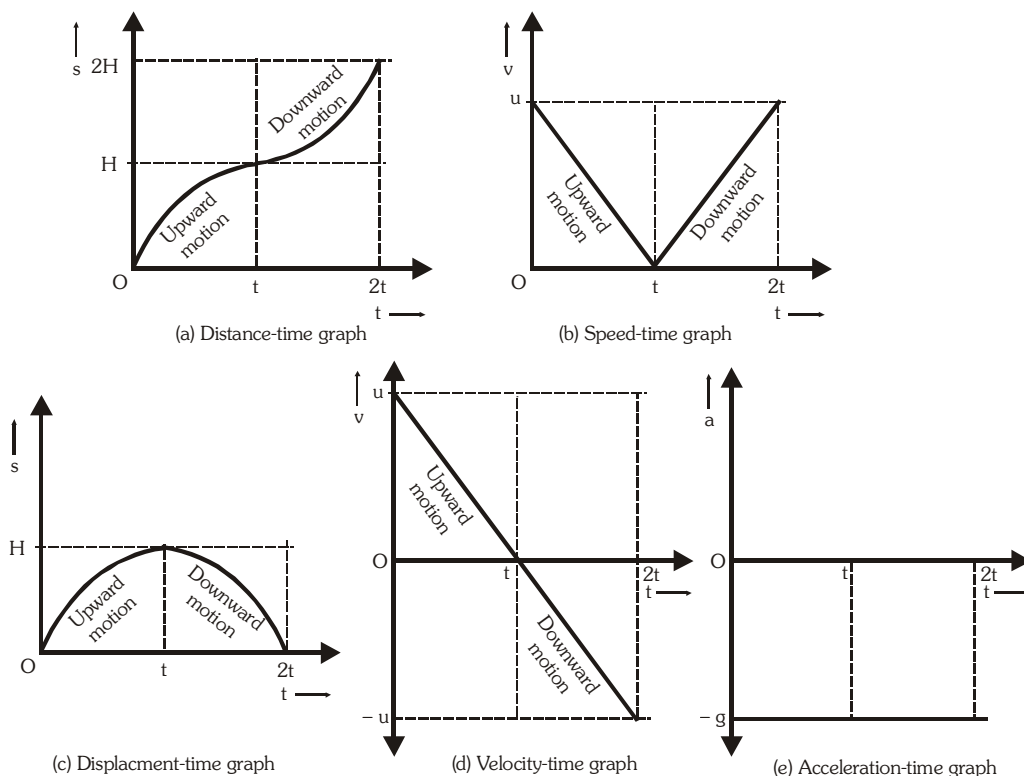 s
2H
H
O
t
2t
t
Upward
motion
Downward
motion
(a) Distance-time graph
v
u
O
t
2t
t
Upward
motion
Downward
motion
(b) Speed-time graph
s
H
O
t
2t
t
Upward
motion
Downward
motion
(c) Displacment-time graph
v
u
O
– u
t
2t
t
Upward
motion
Downward
motion
(d) Velocity-time graph
a
O
– g
t
2t
t
(e) Acceleration-time graph